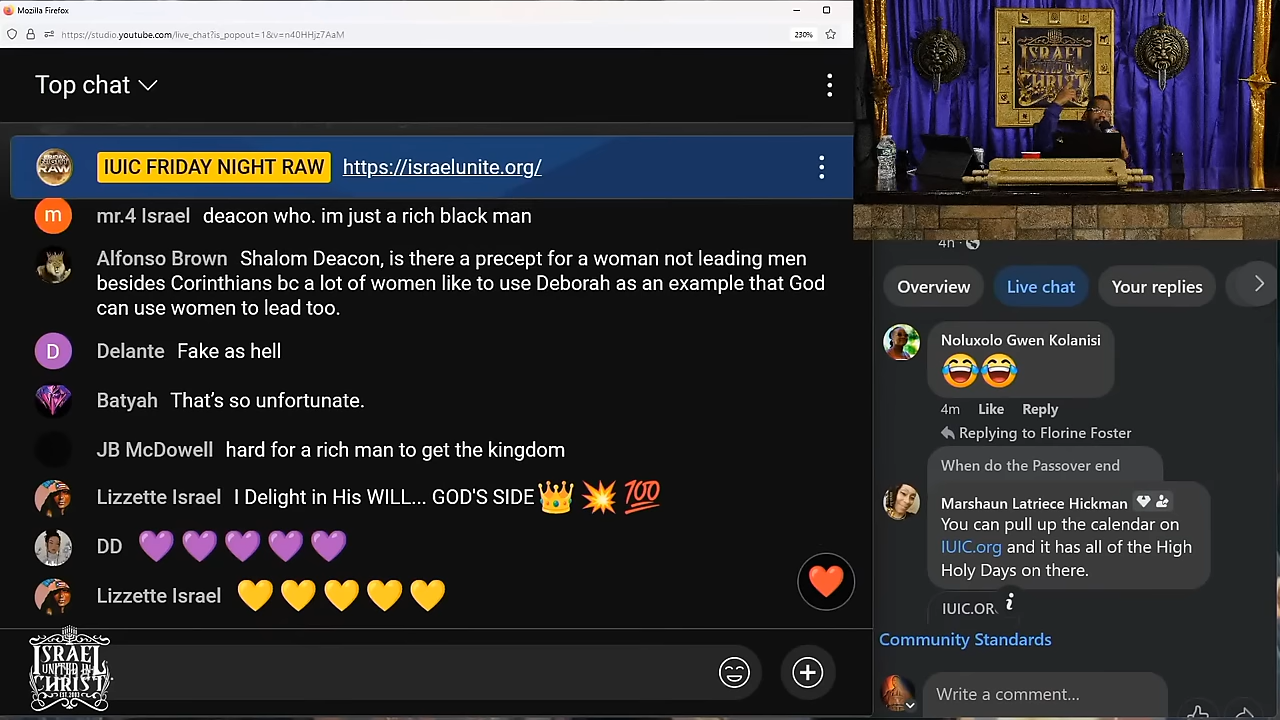 Mozilla Firefox
https://studio.youtube.com/live_chat?is_popout=1&v=n40HHjz7AaM
230%
Top chat
IUIC FRIDAY NIGHT RAW https://israelunite.org/
mr.4 Israel deacon who. im just a rich black man
Alfonso Brown Shalom Deacon, is there a precept for a woman not leading men
besides Corinthians bc a lot of women like to use Deborah as an example that God
can use women to lead too.
D
Delante Fake as hell
Batyah That's so unfortunate.
JB McDowell hard for a rich man to get the kingdom
Lizzette Israel I Delight in His WILL... GOD'S SIDE 👑 💥 💯
DD 💜 💜 💜 💜 💜
Lizzette Israel 💛 💛 💛 💛 💛
ISRAEL
UNITED IN
CHRIST
EST. 2003
ISRAEL
UNITED IN
CHRIST
4h
Overview
Live chat
Your replies
Noluxolo Gwen Kolanisi
😂😂
4m Like Reply
Replying to Florine Foster
When do the Passover end
Marshaun Latriece Hickman
You can pull up the calendar on
IUIC.org and it has all of the High
Holy Days on there.
IUIC.OR
Community Standards
Write a comment...